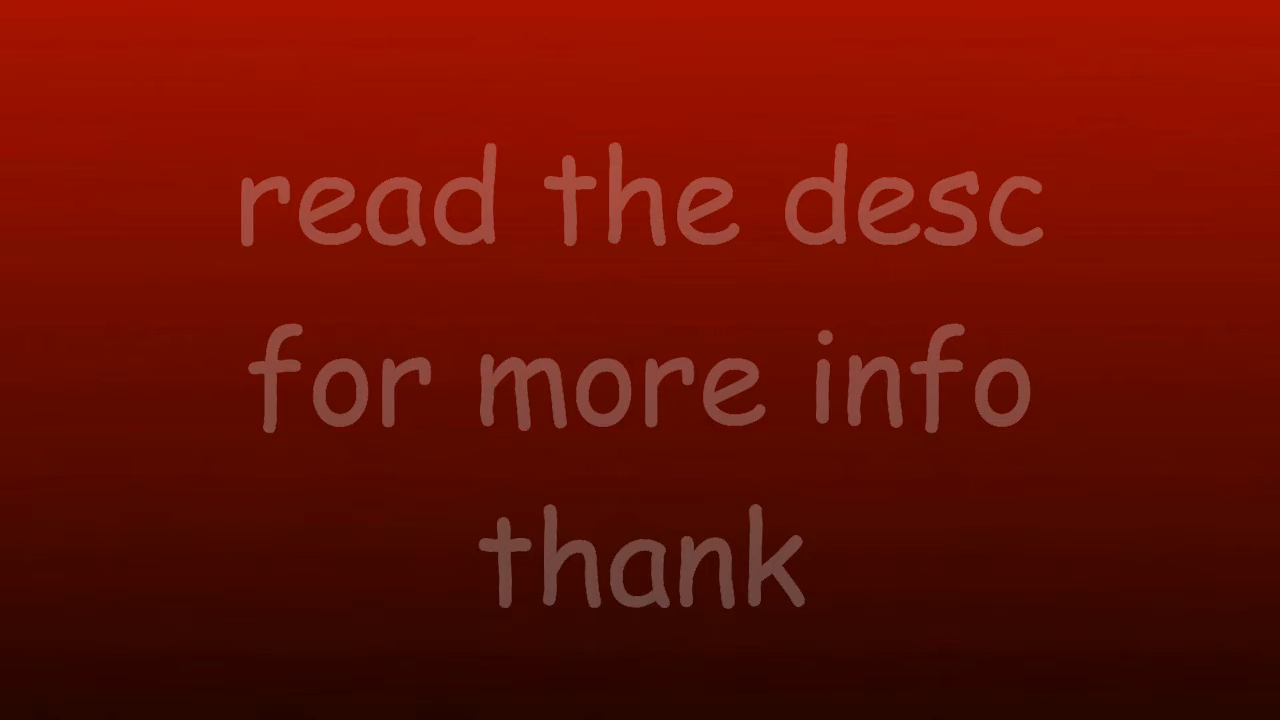 read the desc
for more info
thank